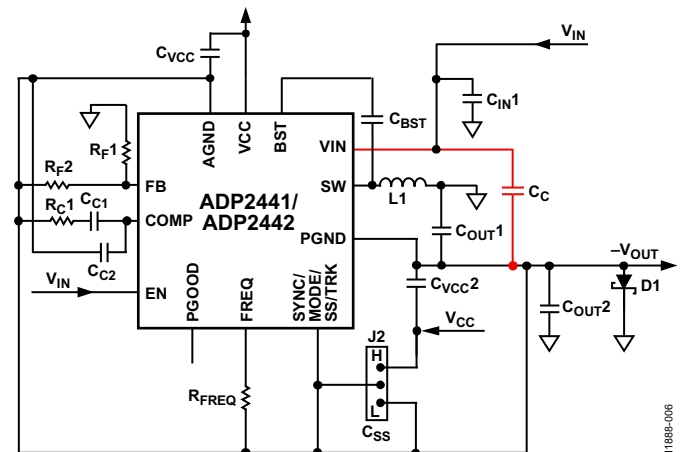 CVCC
VIN
CIN1
AGND
VCC
BST
CBST
VIN
RF1
RF2
FB
ADP2441/
ADP2442
SW
L1
CC
RC1
CC1
COMP
COUT1
CC2
PGND
–VOUT
VIN
EN
PGOOD
FREQ
SYNC/
MODE/
SS/TRK
CVCC2
D1
COUT2
VCC
J2
H
L
RFREQ
CSS
11888-006